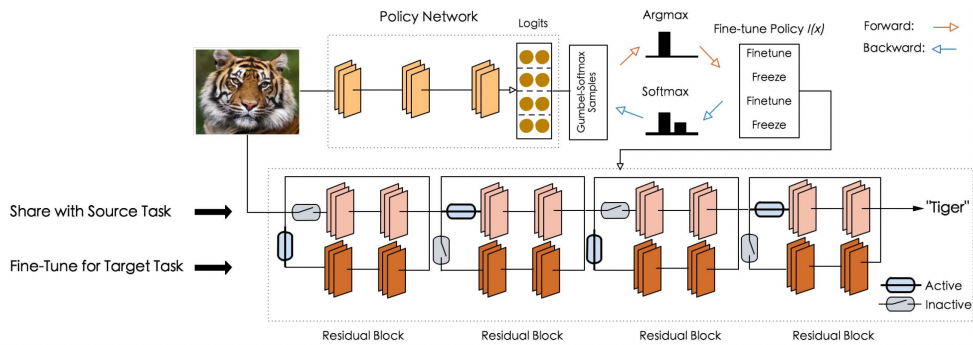 Policy Network
Logits
Gumbel-Softmax
Samples
Argmax
Softmax
Fine-tune Policy I(x)
Finetune
Freeze
Finetune
Freeze
Forward:
Backward:
Share with Source Task
Fine-Tune for Target Task
"Tiger"
Active
Inactive
Residual Block
Residual Block
Residual Block
Residual Block